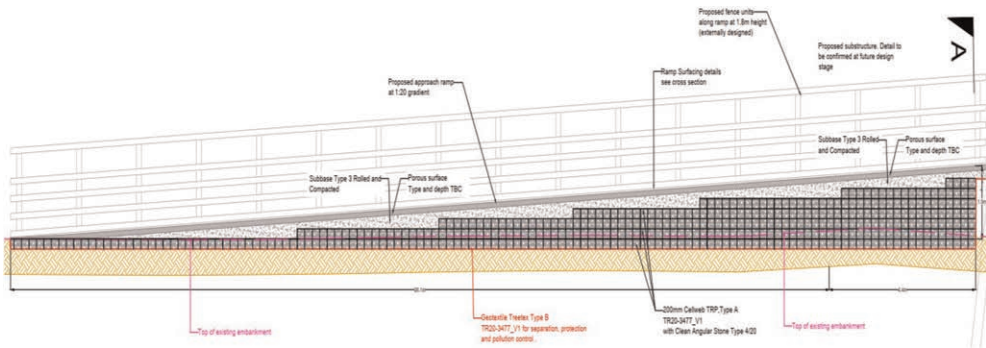 Proposed fence units
along ramp at 1.8m height
(externally designed)
Proposed substructure. Detail to
be confirmed at future design
stage
A
Proposed approach ramp
at 1:20 gradient
Ramp Surfacing details
see cross section
Subbase Type 3 Rolled
and Compacted
Porous surface
Type and depth TBC
Subbase Type 3 Rolled and
Compacted
Porous surface
Type and depth TBC
Top of existing embankment
Geotextile Treetex Type B
TR20-3477_V1 for separation, protection
and pollution control.
200mm Cellweb TRP,Type A
TR20-3477_V1
with Clean Angular Stone Type 4/20
Top of existing embankment